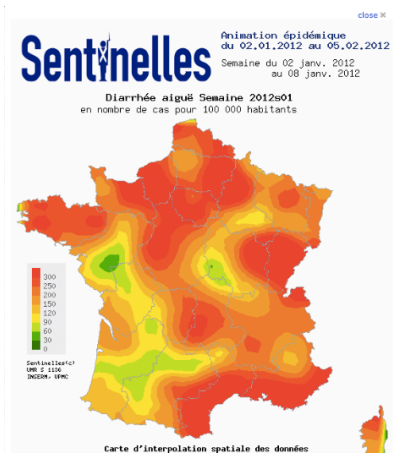 close ×
Sentinelles
Animation épidémique
du 02.01.2012 au 05.02.2012
Semaine du 02 janv. 2012
au 08 janv. 2012
Diarrhée aiguë Semaine 2012s01
en nombre de cas pour 100 000 habitants
300
250
200
150
120
90
60
30
0
Sentinelles(c)
UMR S 1136
INSERM, UPMC
Carte d'interpolation spatiale des données